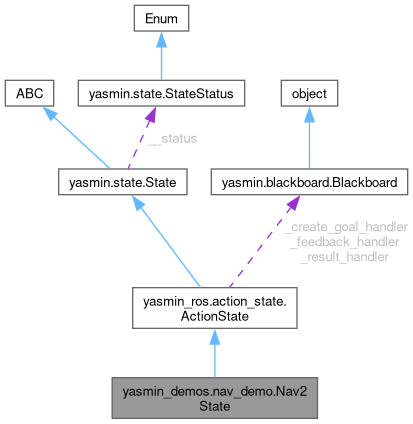 Enum
ABC
yasmin.state.StateStatus
object
__status
yasmin.state.State
yasmin.blackboard.Blackboard
_create_goal_handler
_feedback_handler
_result_handler
yasmin_ros.action_state.
ActionState
yasmin_demos.nav_demo.Nav2
State